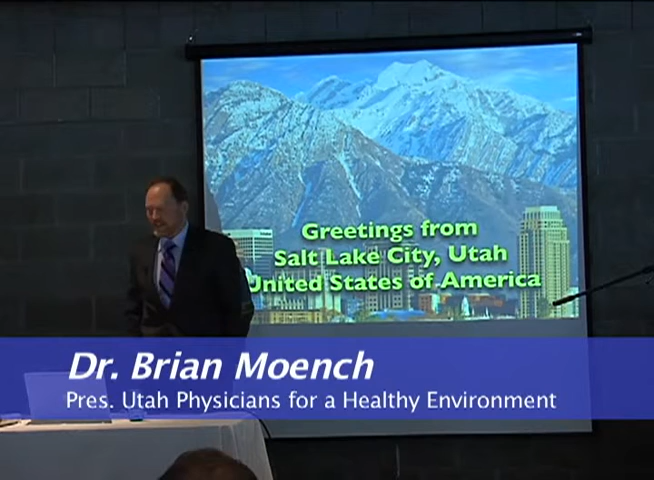 Greetings from
Salt Lake City, Utah
United States of America
Dr. Brian Moench
Pres. Utah Physicians for a Healthy Environment